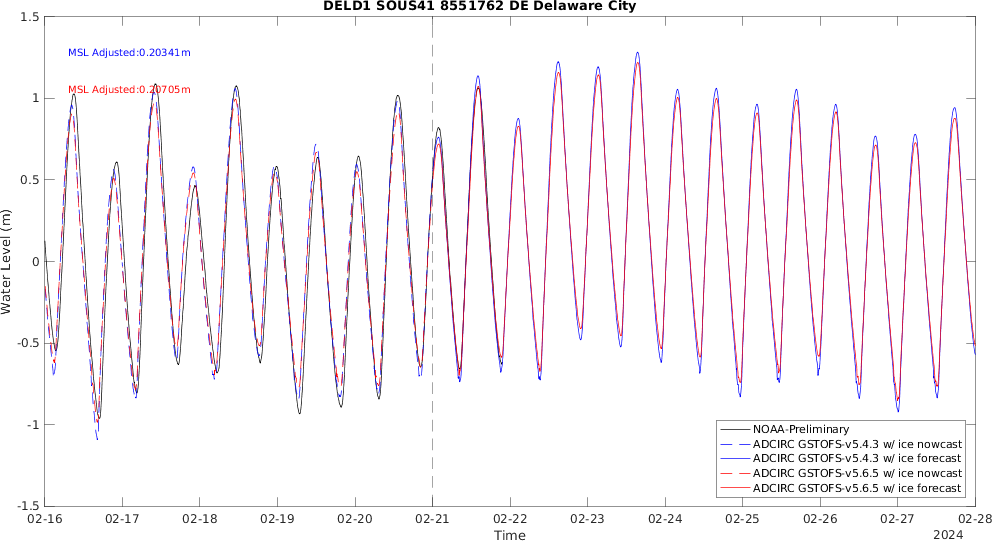 DELD1 SOUS41 8551762 DE Delaware City
MSL Adjusted:0.20341m
MSL Adjusted:0.20705m
Water Level (m)
1.5
1
0.5
0
-0.5
-1
-1.5
02-16 02-17 02-18 02-19 02-20 02-21 02-22 02-23 02-24 02-25 02-26 02-27 02-28
Time
2024
NOAA-Preliminary
ADCIRC GSTOFS-v5.4.3 w/ ice nowcast
ADCIRC GSTOFS-v5.4.3 w/ ice forecast
ADCIRC GSTOFS-v5.6.5 w/ ice nowcast
ADCIRC GSTOFS-v5.6.5 w/ ice forecast